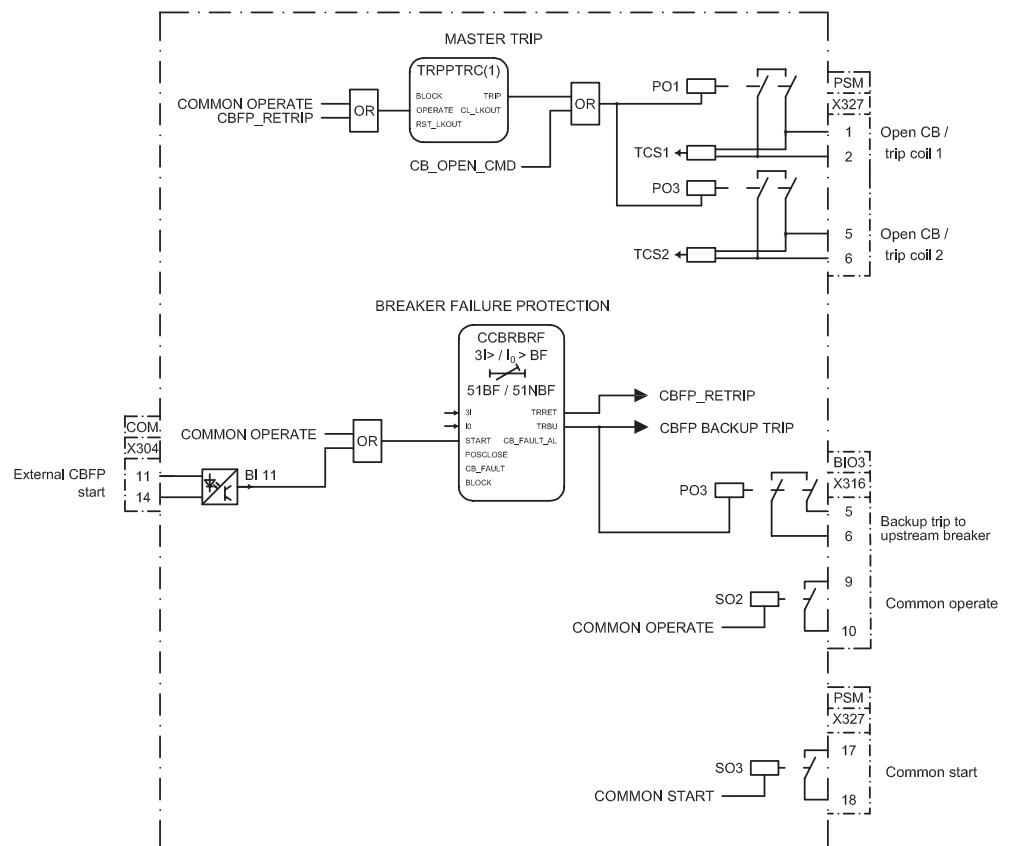 MASTER TRIP
TRPPTRC(1)
BLOCK TRIP
OPERATE CL_LKOUT
RST_LKOUT
COMMON OPERATE
CBFP_RETRIP
OR
OR
CB_OPEN_CMD
PO1
TCS1
PO3
TCS2
PSM
X327
1
2
Open CB /
trip coil 1
5
6
Open CB /
trip coil 2
BREAKER FAILURE PROTECTION
CCBRBRF
3I> / I0 > BF
51BF / 51NBF
3I TRRET
I0 TRBU
START CB_FAULT_AL
POSCLOSE
CB_FAULT
BLOCK
CBFP_RETRIP
CBFP BACKUP TRIP
COM
X304
11
14
External CBFP
start
BI 11
COMMON OPERATE
OR
PO3
BIO3
X316
5
6
Backup trip to
upstream breaker
SO2
COMMON OPERATE
9
10
Common operate
PSM
X327
SO3
COMMON START
17
18
Common start